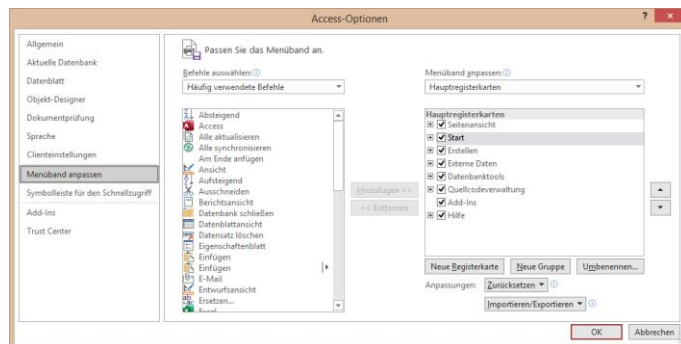 Access-Optionen
?
×
Allgemein
Aktuelle Datenbank
Datenblatt
Objekt-Designer
Dokumentprüfung
Sprache
Clienteinstellungen
Menüband anpassen
Symbolleiste für den Schnellzugriff
Add-Ins
Trust Center
Passen Sie das Menüband an.
Befehle auswählen:
Häufig verwendete Befehle
Absteigend
Access
Alle aktualisieren
Alle synchronisieren
Am Ende anfügen
Ansicht
Aufsteigend
Ausschneiden
Berichtsansicht
Datenbank schließen
Datenblattansicht
Datensatz löschen
Eigenschaftenblatt
Einfügen
Einfügen
E-Mail
Entwurfsansicht
Ersetzen...
Excel
Hinzufügen >>
<< Entfernen
Menüband anpassen:
Hauptregisterkarten
Hauptregisterkarten
Seitenansicht
Start
Erstellen
Externe Daten
Datenbanktools
Quellcodeverwaltung
Add-Ins
Hilfe
Neue Registerkarte
Neue Gruppe
Umbenennen...
Anpassungen:
Zurücksetzen
Importieren/Exportieren
OK
Abbrechen